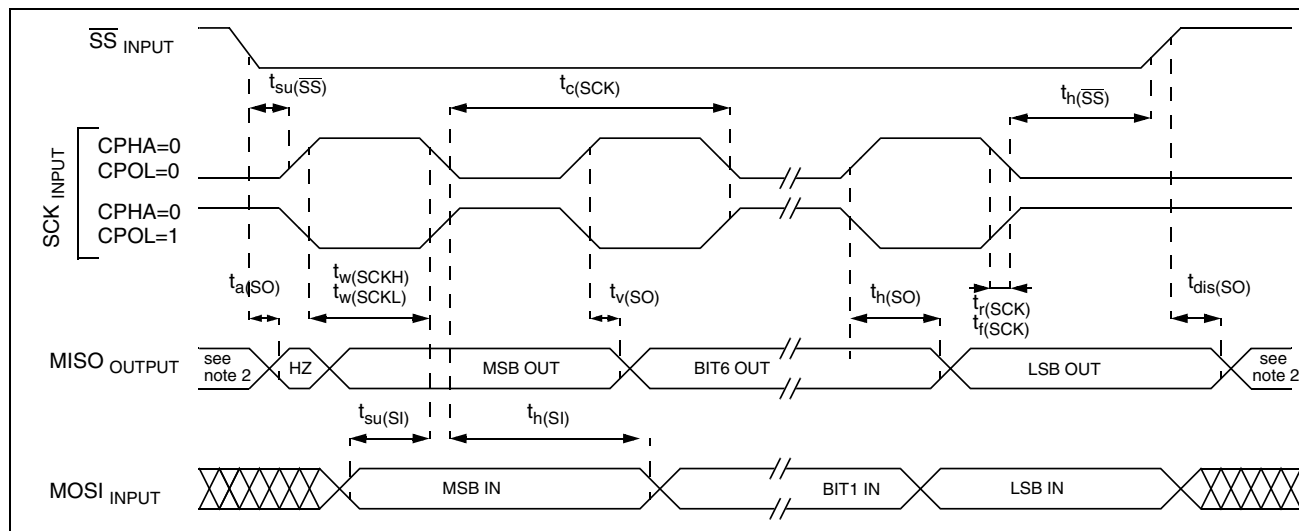 SS INPUT
tsu(SS)
tc(SCK)
th(SS)
SCK INPUT
CPHA=0
CPOL=0
CPHA=0
CPOL=1
ta(SO)
tw(SCKH)
tw(SCKL)
tv(SO)
th(SO)
tr(SCK)
tf(SCK)
tdis(SO)
MISO OUTPUT
see
note 2
HZ
MSB OUT
BIT6 OUT
LSB OUT
see
note 2
tsu(SI)
th(SI)
MOSI INPUT
MSB IN
BIT1 IN
LSB IN